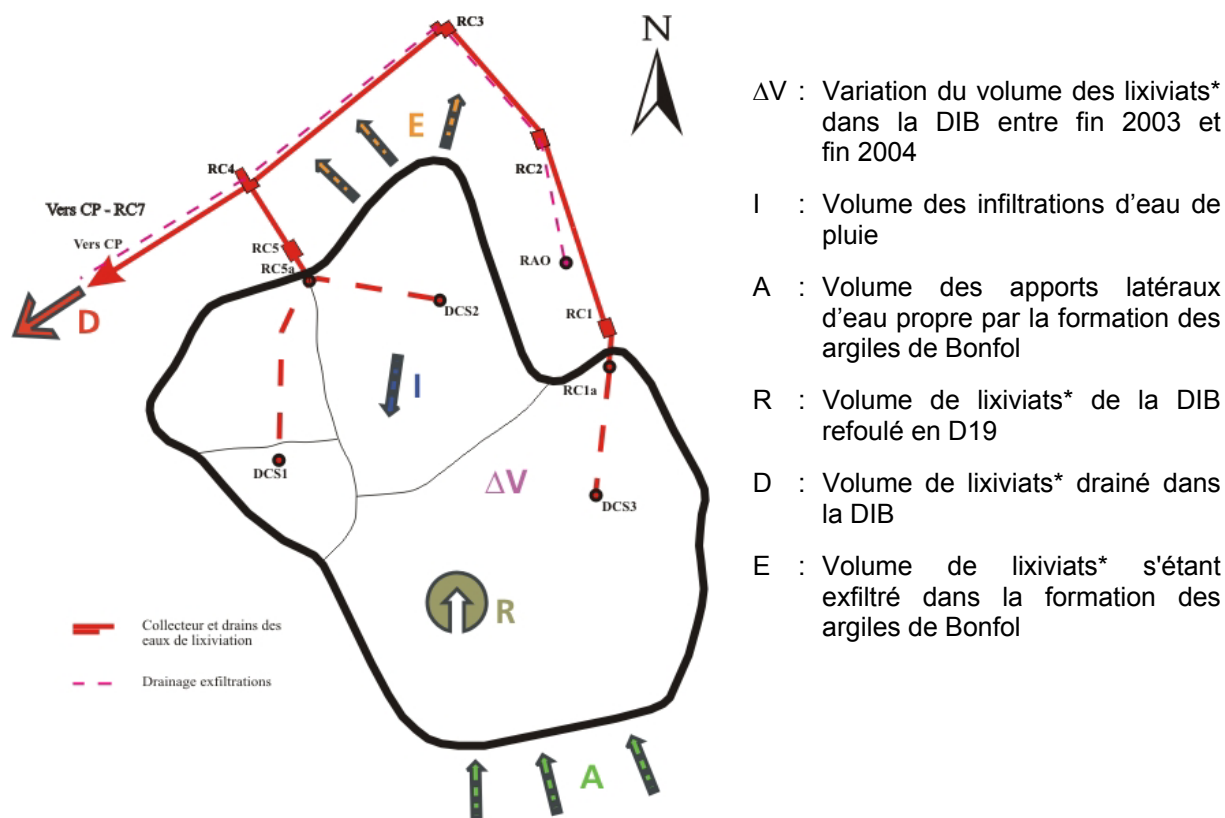 RC3
N
E
RC2
RC4
Vers CP - RC7
Vers CP
RC5
RC5a
RAO
D
DCS2
RC1
I
RC1a
DCS1
ΔV
DCS3
R
Collecteur et drains des
eaux de lixiviation
Drainage exfiltrations
A
ΔV : Variation du volume des lixiviats*
dans la DIB entre fin 2003 et
fin 2004
I : Volume des infiltrations d'eau de
pluie
A : Volume des apports latéraux
d'eau propre par la formation des
argiles de Bonfol
R : Volume de lixiviats* de la DIB
refoulé en D19
D : Volume de lixiviats* drainé dans
la DIB
E : Volume de lixiviats* s'étant
exfiltré dans la formation des
argiles de Bonfol